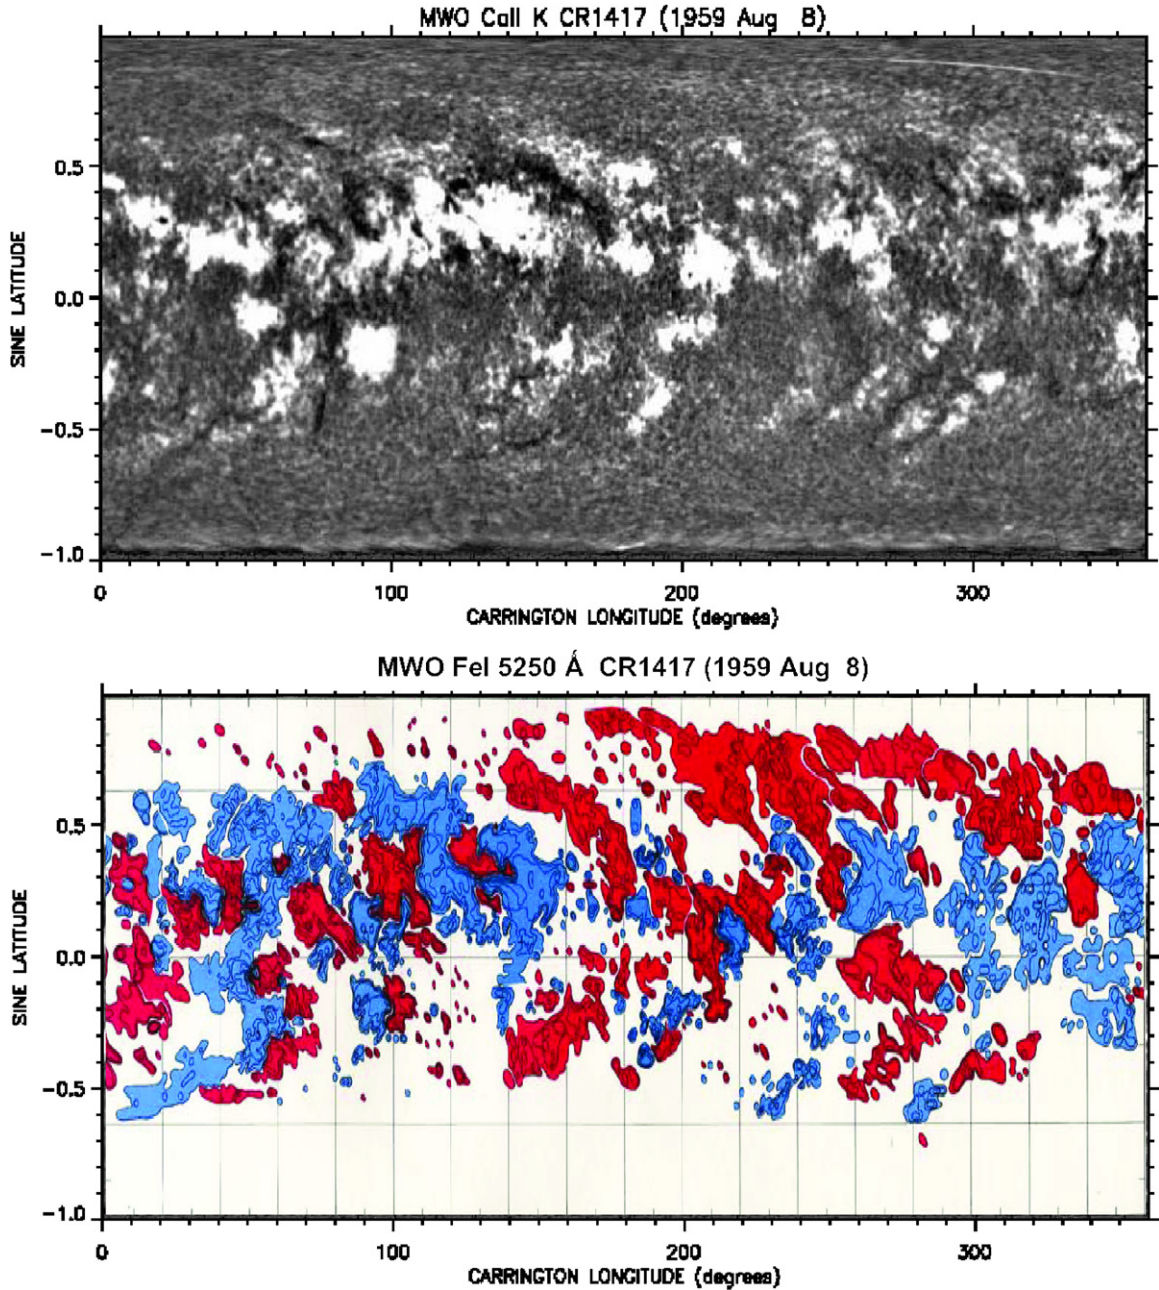 MWO CaII K CR1417 (1959 Aug 8)
0.5
0.0
-0.5
-1.0
SINE LATITUDE
0 100 200 300
CARRINGTON LONGITUDE (degrees)
MWO FeI 5250 Å CR1417 (1959 Aug 8)
0.5
0.0
-0.5
-1.0
SINE LATITUDE
0 100 200 300
CARRINGTON LONGITUDE (degrees)